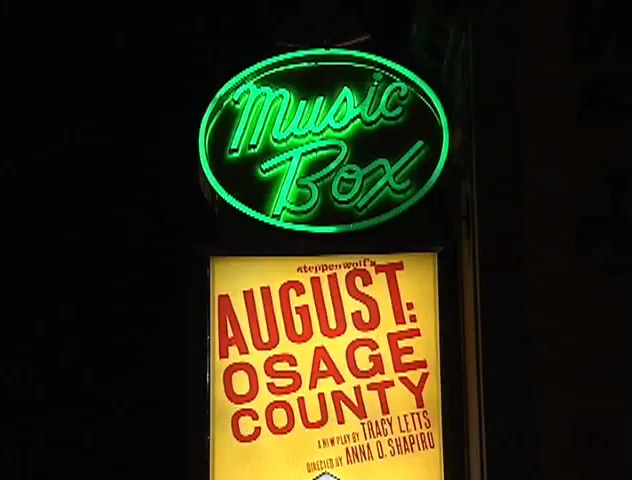 Music
Box
steppenwolf's
AUGUST:
OSAGE
COUNTY
A NEW PLAY BY TRACY LETTS
DIRECTED BY ANNA D. SHAPIRO